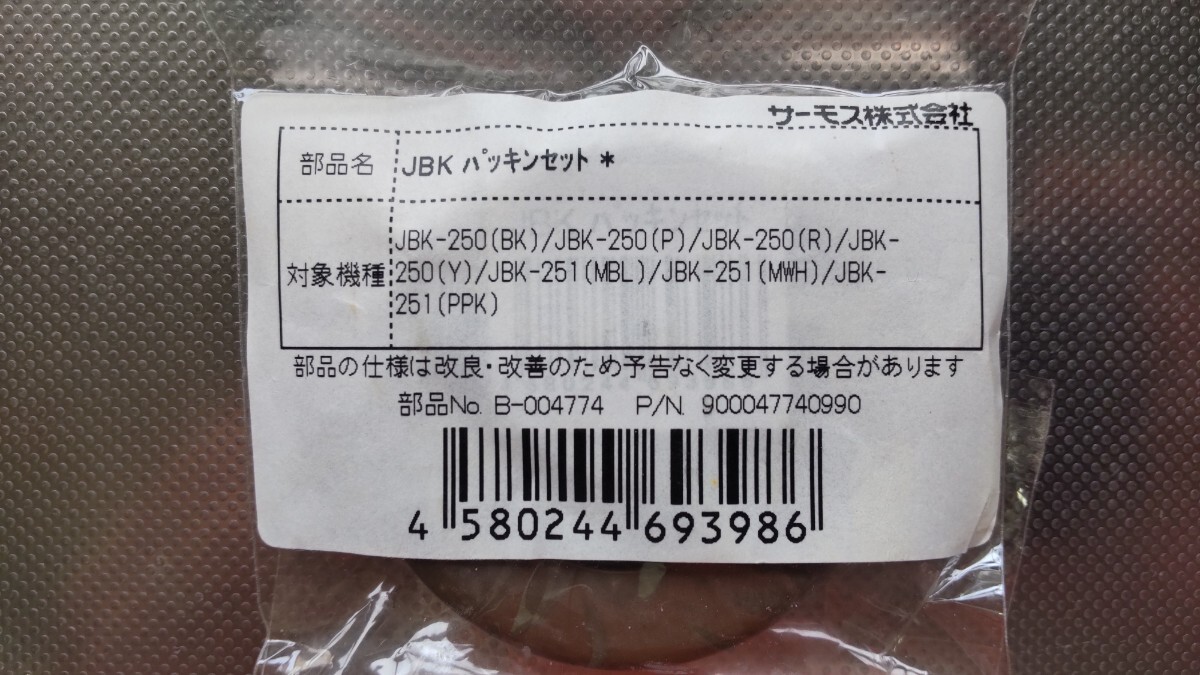 サーモス株式会社
部品名 JBK パッキンセット *
対象機種 JBK-250(BK)/JBK-250(P)/JBK-250(R)/JBK-
250(Y)/JBK-251(MBL)/JBK-251(MWH)/JBK-
251(PPK)
部品の仕様は改良・改善のため予告なく変更する場合があります
部品No. B-004774 P/N. 900047740990
4 580244 693986